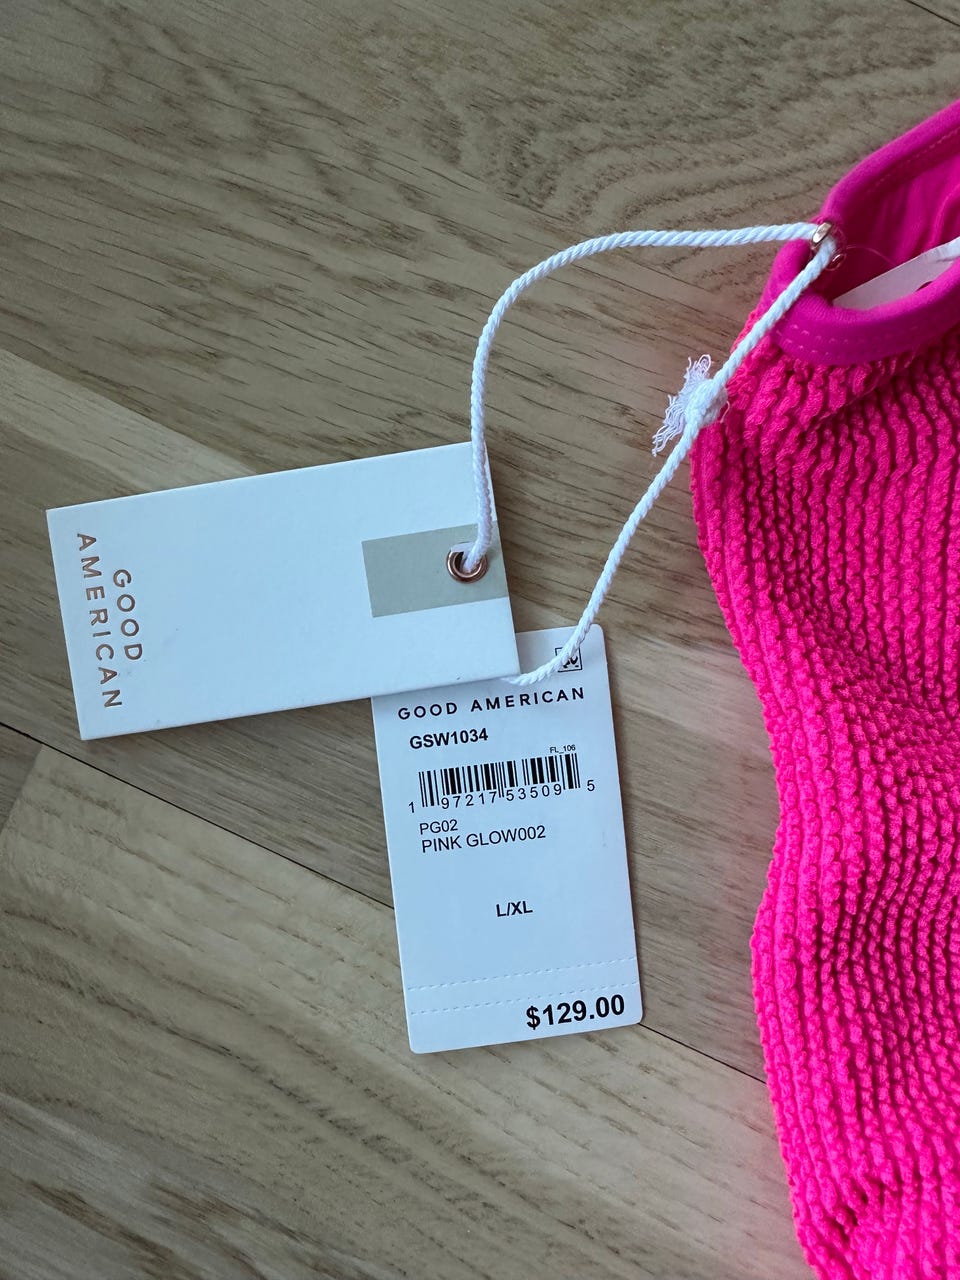 GOOD
AMERICAN
GOOD AMERICAN
GSW1034
FL_106
1 97217 53509 5
PG02
PINK GLOW002
L/XL
$129.00